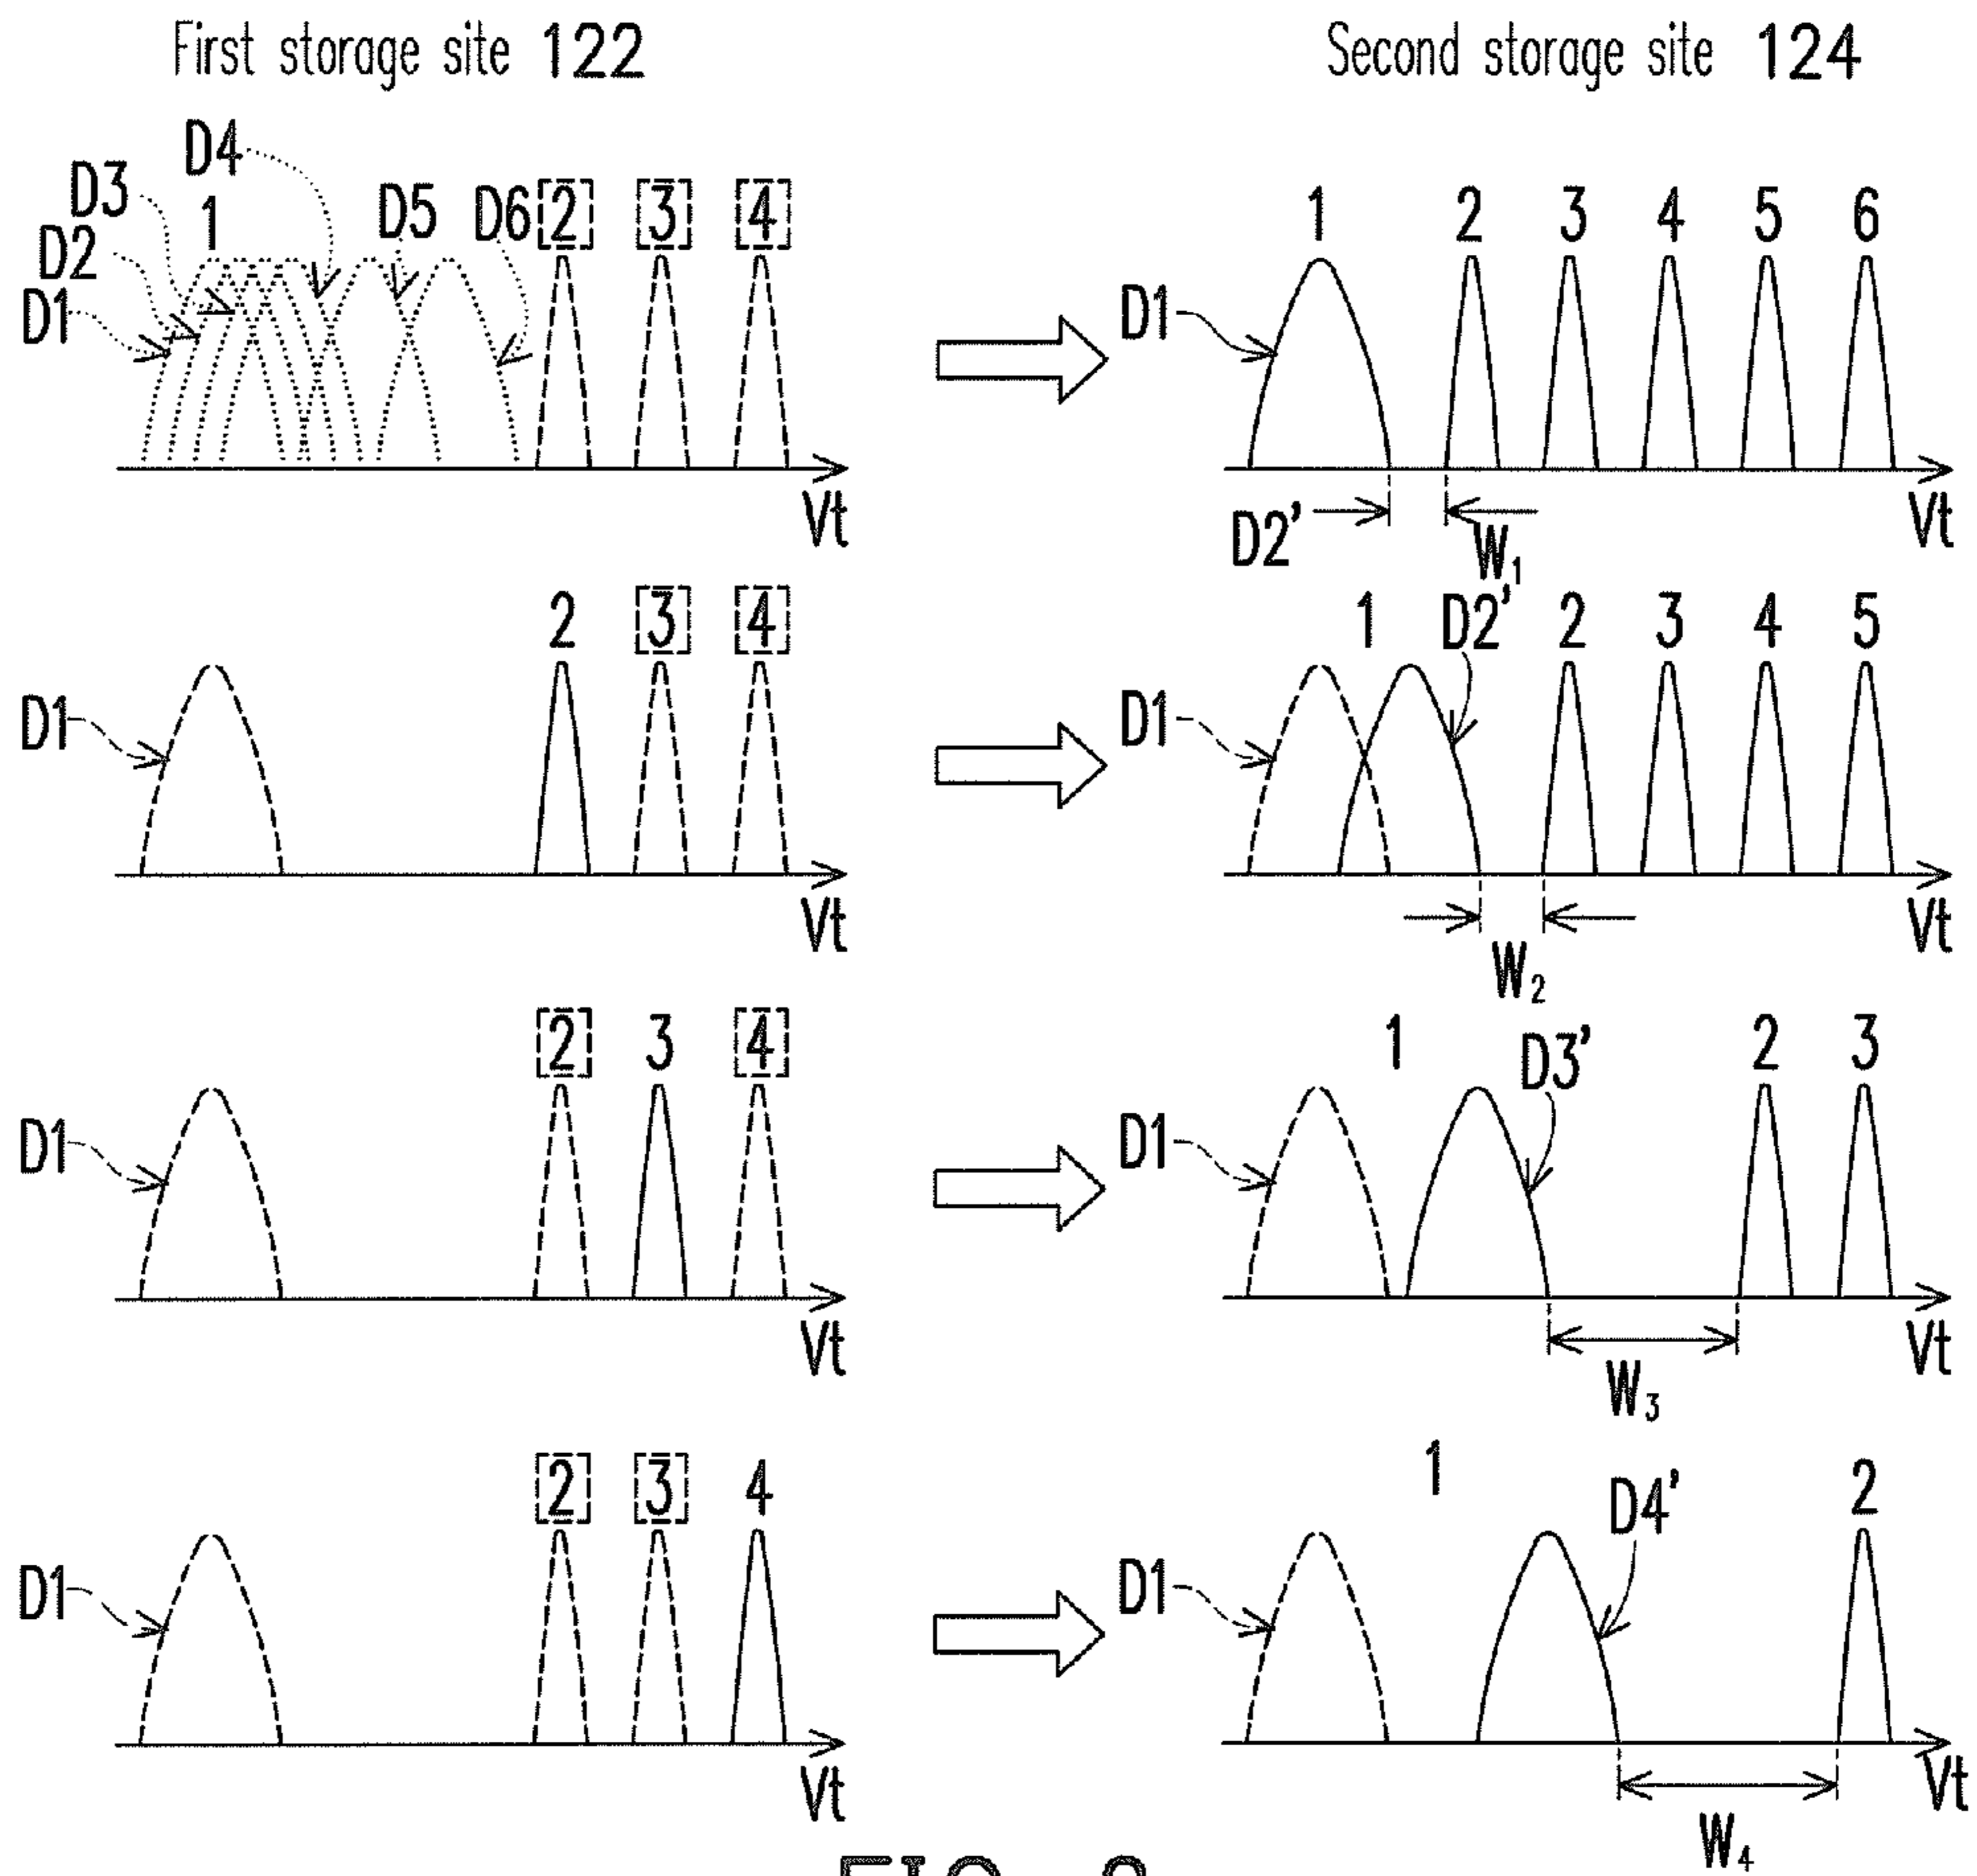 First storage site 122
Second storage site 124
D4
D3
1
D5
D6
2
3
4
D2
D1
Vt
1
2
3
4
5
6
D1
D2'
W1
Vt
2
3
4
D1
Vt
1
D2'
2
3
4
5
D1
W2
Vt
2
3
4
D1
Vt
1
D3'
2
3
D1
W3
Vt
2
3
4
D1
Vt
1
D4'
2
D1
W4
Vt